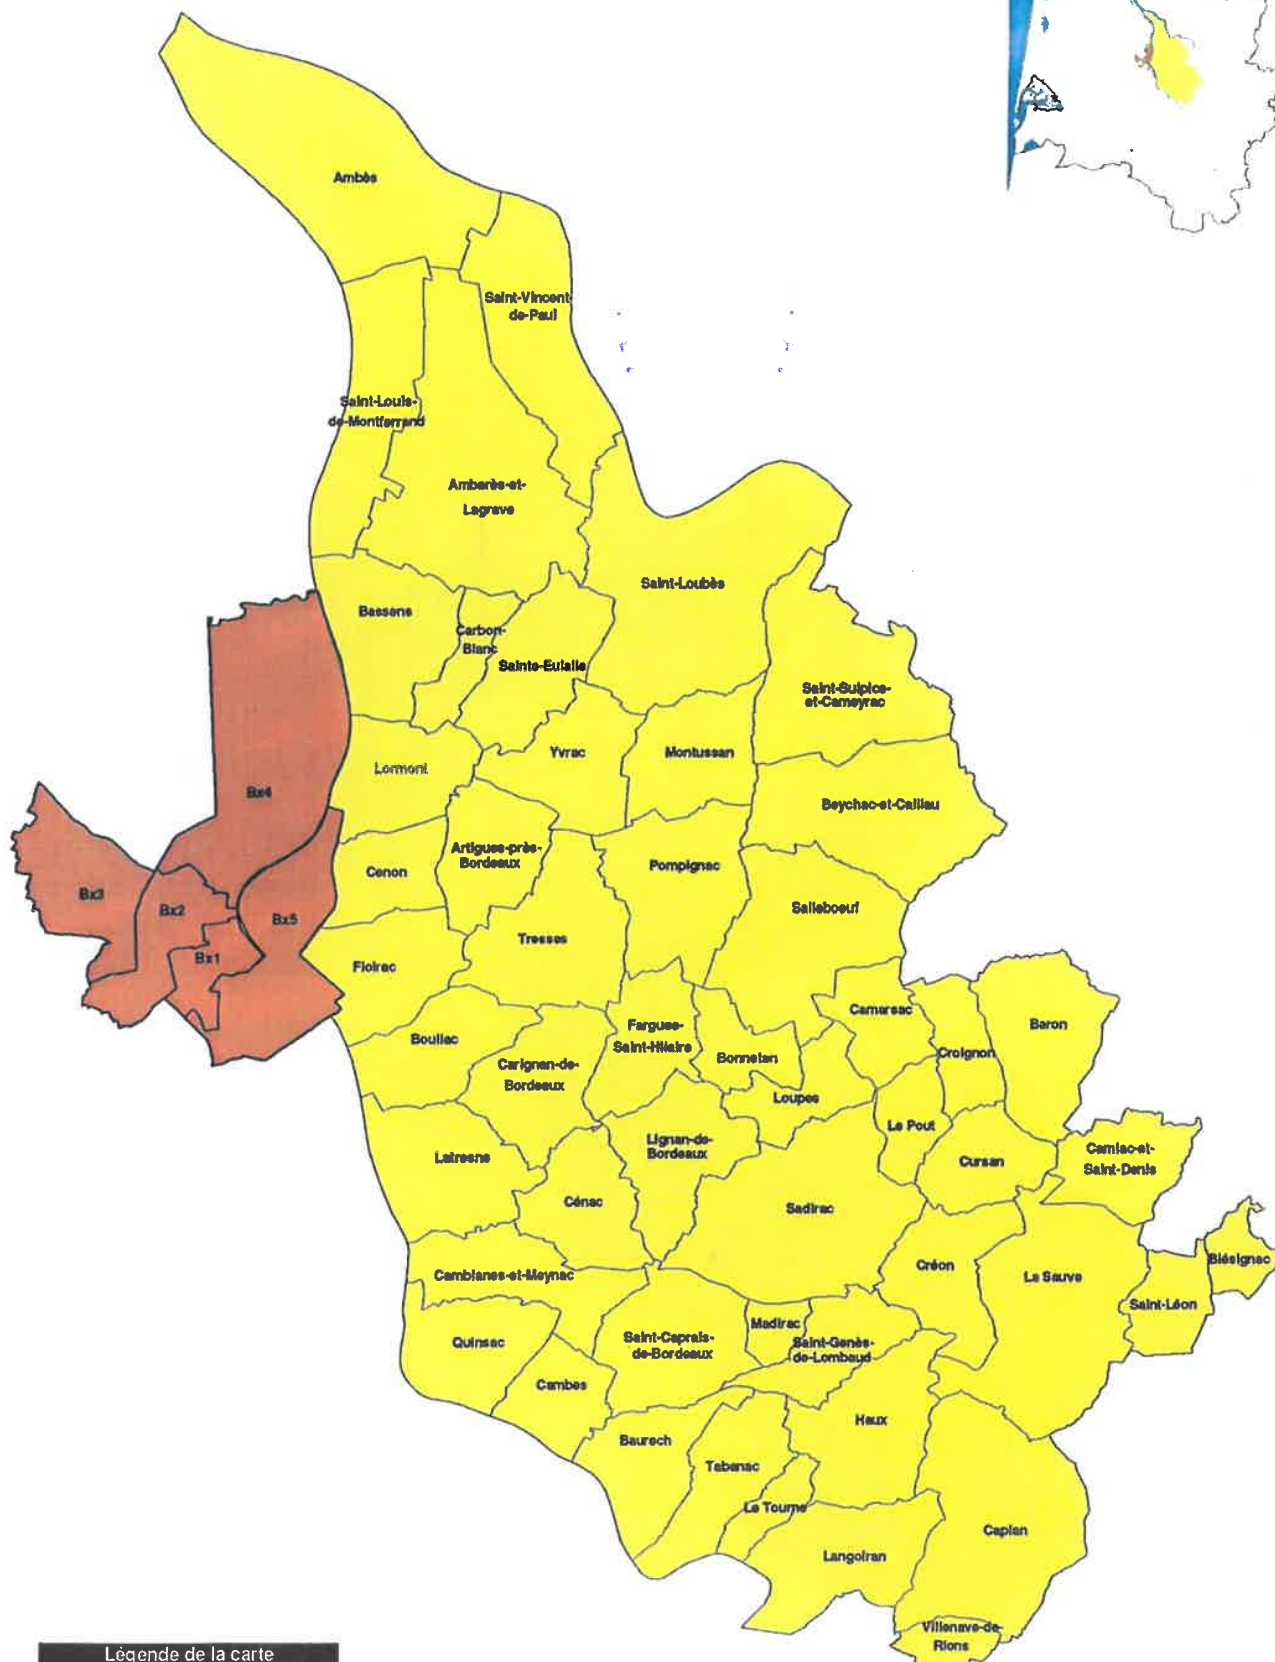 Ambès
Saint-Vincent-
de-Paul
Saint-Louis-
de-Montferrand
Ambarès-et-
Lagrave
Saint-Loubès
Bassens
Carbon-
Blanc
Sainte-Eulalie
Saint-Sulpice-
et-Cameyrac
Yvrac
Montussan
Lormont
Bx4
Beychac-et-Caillau
Artigues-près-
Bordeaux
Pompignac
Cenon
Bx3
Bx2
Bx5
Salleboeuf
Tresses
Bx1
Floirac
Camarsac
Baron
Fargues-
Saint-Hilaire
Bouliac
Croignon
Bonnetan
Carignan-de-
Bordeaux
Loupes
Le Pout
Lignan-de-
Bordeaux
Camiac-et-
Saint-Denis
Latresne
Cursan
Cénac
Sadirac
Créon
Blésignac
Camblanes-et-Meynac
La Sauve
Saint-Léon
Madirac
Quinsac
Saint-Caprais-
de-Bordeaux
Saint-Genès-
de-Lombaud
Cambes
Haux
Baurech
Tabanac
Le Tourne
Capian
Langoiran
Villenave-de-
Rions
Légende de la carte